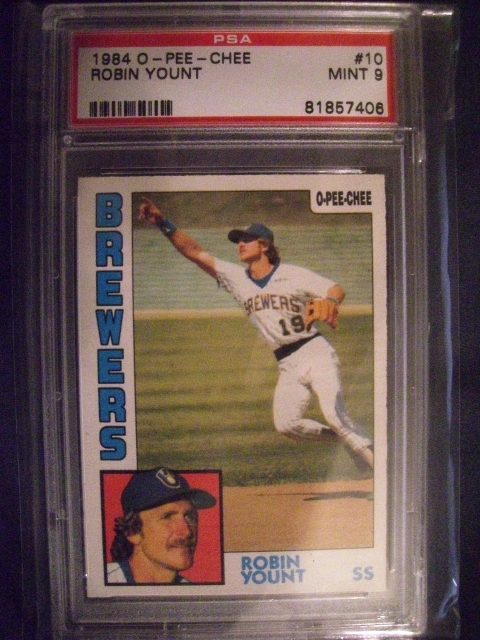 PSA
1984 O-PEE-CHEE #10
ROBIN YOUNT MINT 9
81857406
O-PEE-CHEE
BREWERS
BREWERS
19
ROBIN
YOUNT SS